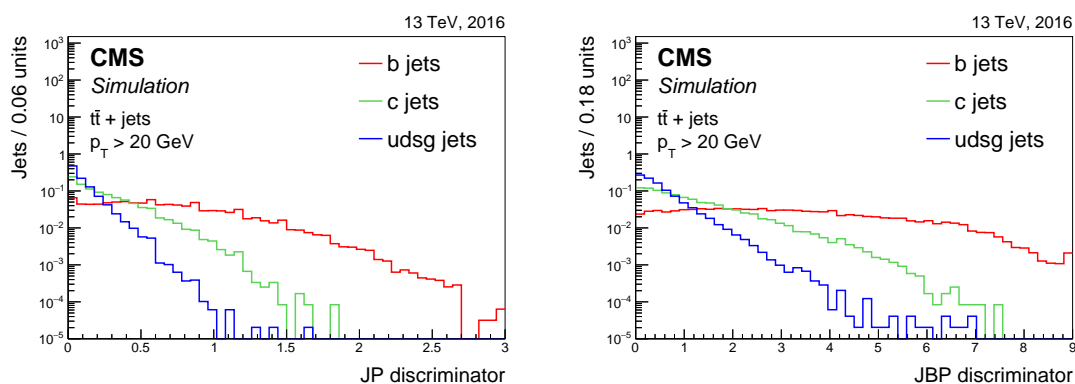 13 TeV, 2016
Jets / 0.06 units
10³
10²
10
1
10⁻¹
10⁻²
10⁻³
10⁻⁴
10⁻⁵
CMS
Simulation
tt̄ + jets
p_T > 20 GeV
b jets
c jets
udsg jets
0 0.5 1 1.5 2 2.5 3
JP discriminator
13 TeV, 2016
Jets / 0.18 units
10³
10²
10
1
10⁻¹
10⁻²
10⁻³
10⁻⁴
10⁻⁵
CMS
Simulation
tt̄ + jets
p_T > 20 GeV
b jets
c jets
udsg jets
0 1 2 3 4 5 6 7 8 9
JBP discriminator